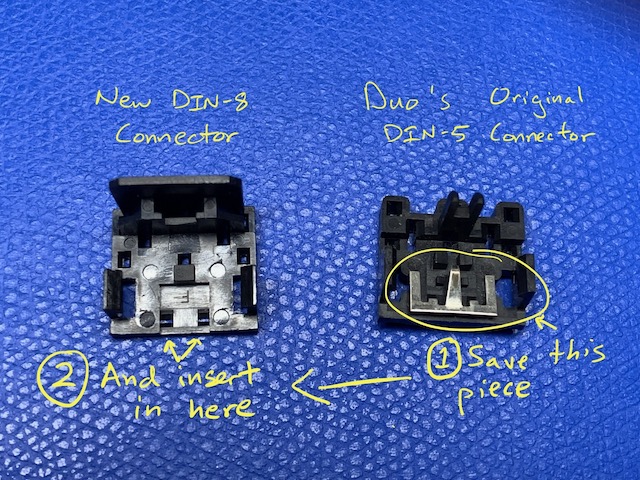 New DIN-8
Connector
Duo's Original
DIN-5 Connector
① Save this
piece
② And insert
in here
E